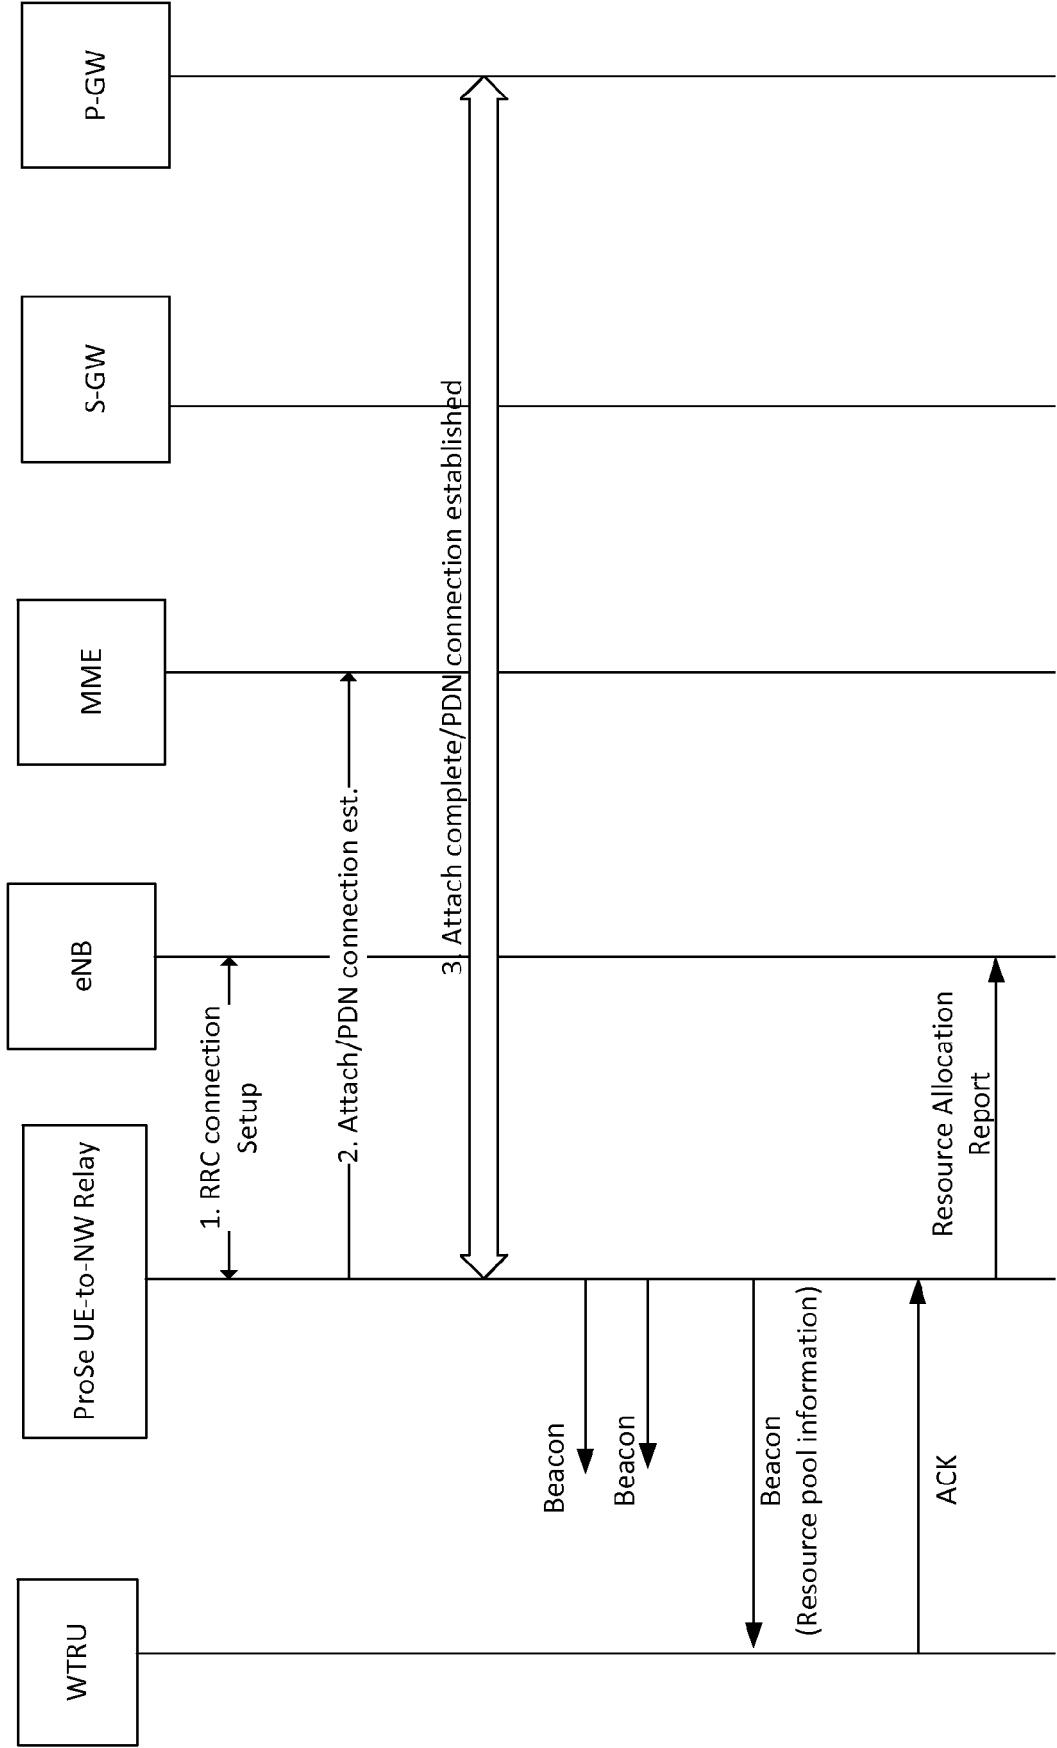 WTRU
ProSe UE-to-NW Relay
eNB
MME
S-GW
P-GW
1. RRC connection
Setup
2. Attach/PDN connection est.
3. Attach complete/PDN connection established
Beacon
Beacon
Beacon
(Resource pool information)
ACK
Resource Allocation
Report